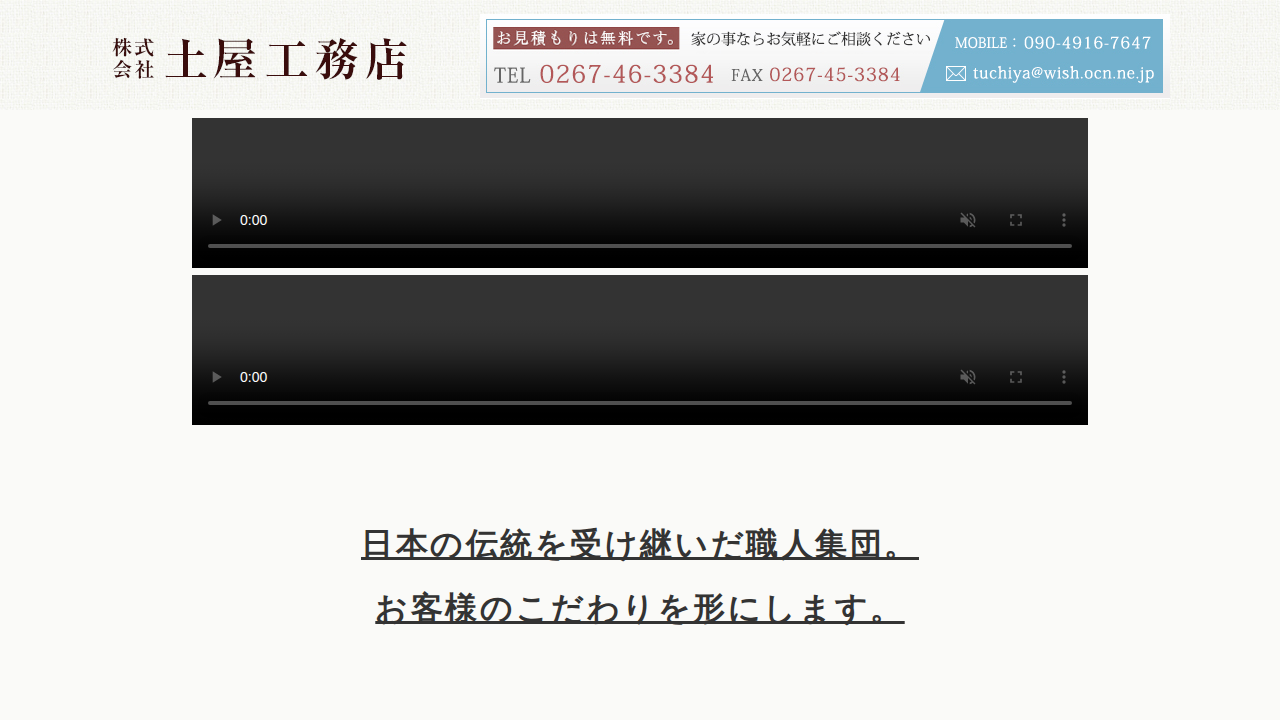 株式会社 土屋工務店
お見積もりは無料です。 家の事ならお気軽にご相談ください
TEL 0267-46-3384 FAX 0267-45-3384
MOBILE：090-4916-7647
tuchiya@wish.ocn.ne.jp
0:00
0:00
日本の伝統を受け継いだ職人集団。
お客様のこだわりを形にします。